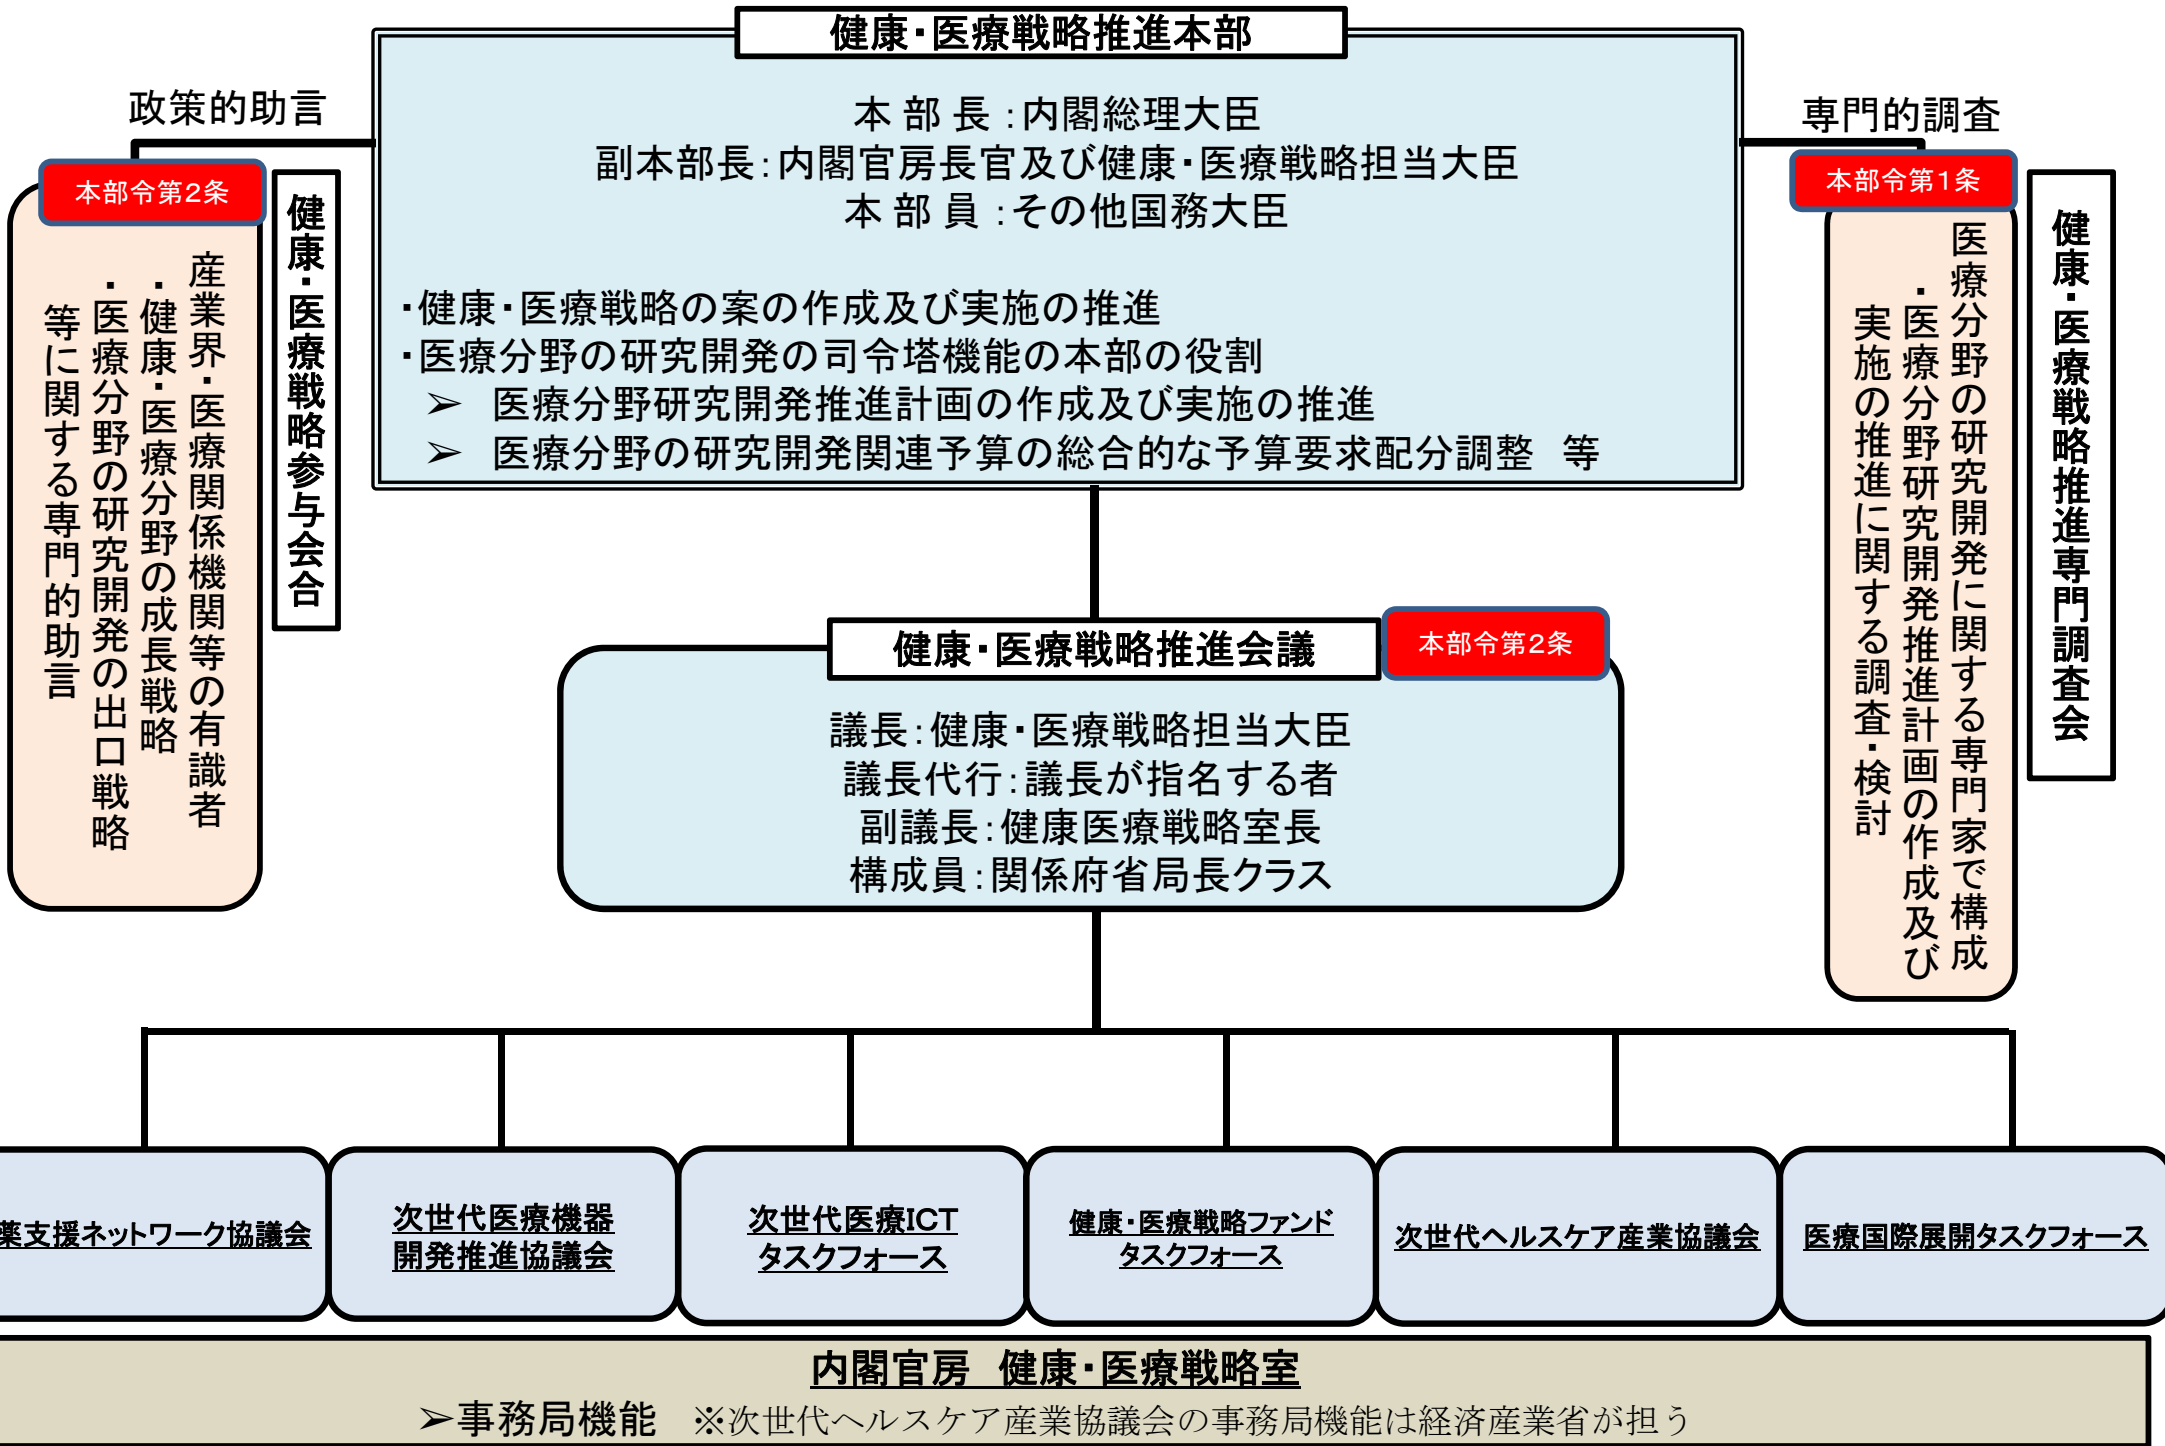 健康・医療戦略推進本部
本 部 長 ：内閣総理大臣
副本部長：内閣官房長官及び健康・医療戦略担当大臣
本 部 員 ：その他国務大臣
・健康・医療戦略の案の作成及び実施の推進
・医療分野の研究開発の司令塔機能の本部の役割
➢ 医療分野研究開発推進計画の作成及び実施の推進
➢ 医療分野の研究開発関連予算の総合的な予算要求配分調整 等
政策的助言
本部令第2条
健康・医療戦略参与会合
産業界・医療関係機関等の有識者
・健康・医療分野の成長戦略
・医療分野の研究開発の出口戦略
等に関する専門的助言
専門的調査
本部令第1条
健康・医療戦略推進専門調査会
医療分野の研究開発に関する専門家で構成
・医療分野研究開発推進計画の作成及び
実施の推進に関する調査・検討
健康・医療戦略推進会議
本部令第2条
議長：健康・医療戦略担当大臣
議長代行：議長が指名する者
副議長：健康医療戦略室長
構成員：関係府省局長クラス
薬支援ネットワーク協議会
次世代医療機器
開発推進協議会
次世代医療ICT
タスクフォース
健康・医療戦略ファンド
タスクフォース
次世代ヘルスケア産業協議会
医療国際展開タスクフォース
内閣官房 健康・医療戦略室
➢事務局機能 ※次世代ヘルスケア産業協議会の事務局機能は経済産業省が担う